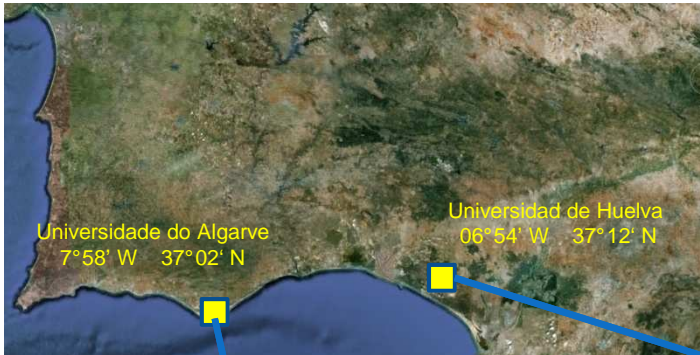 Universidade do Algarve
7°58' W 37°02' N
Universidad de Huelva
06°54' W 37°12' N